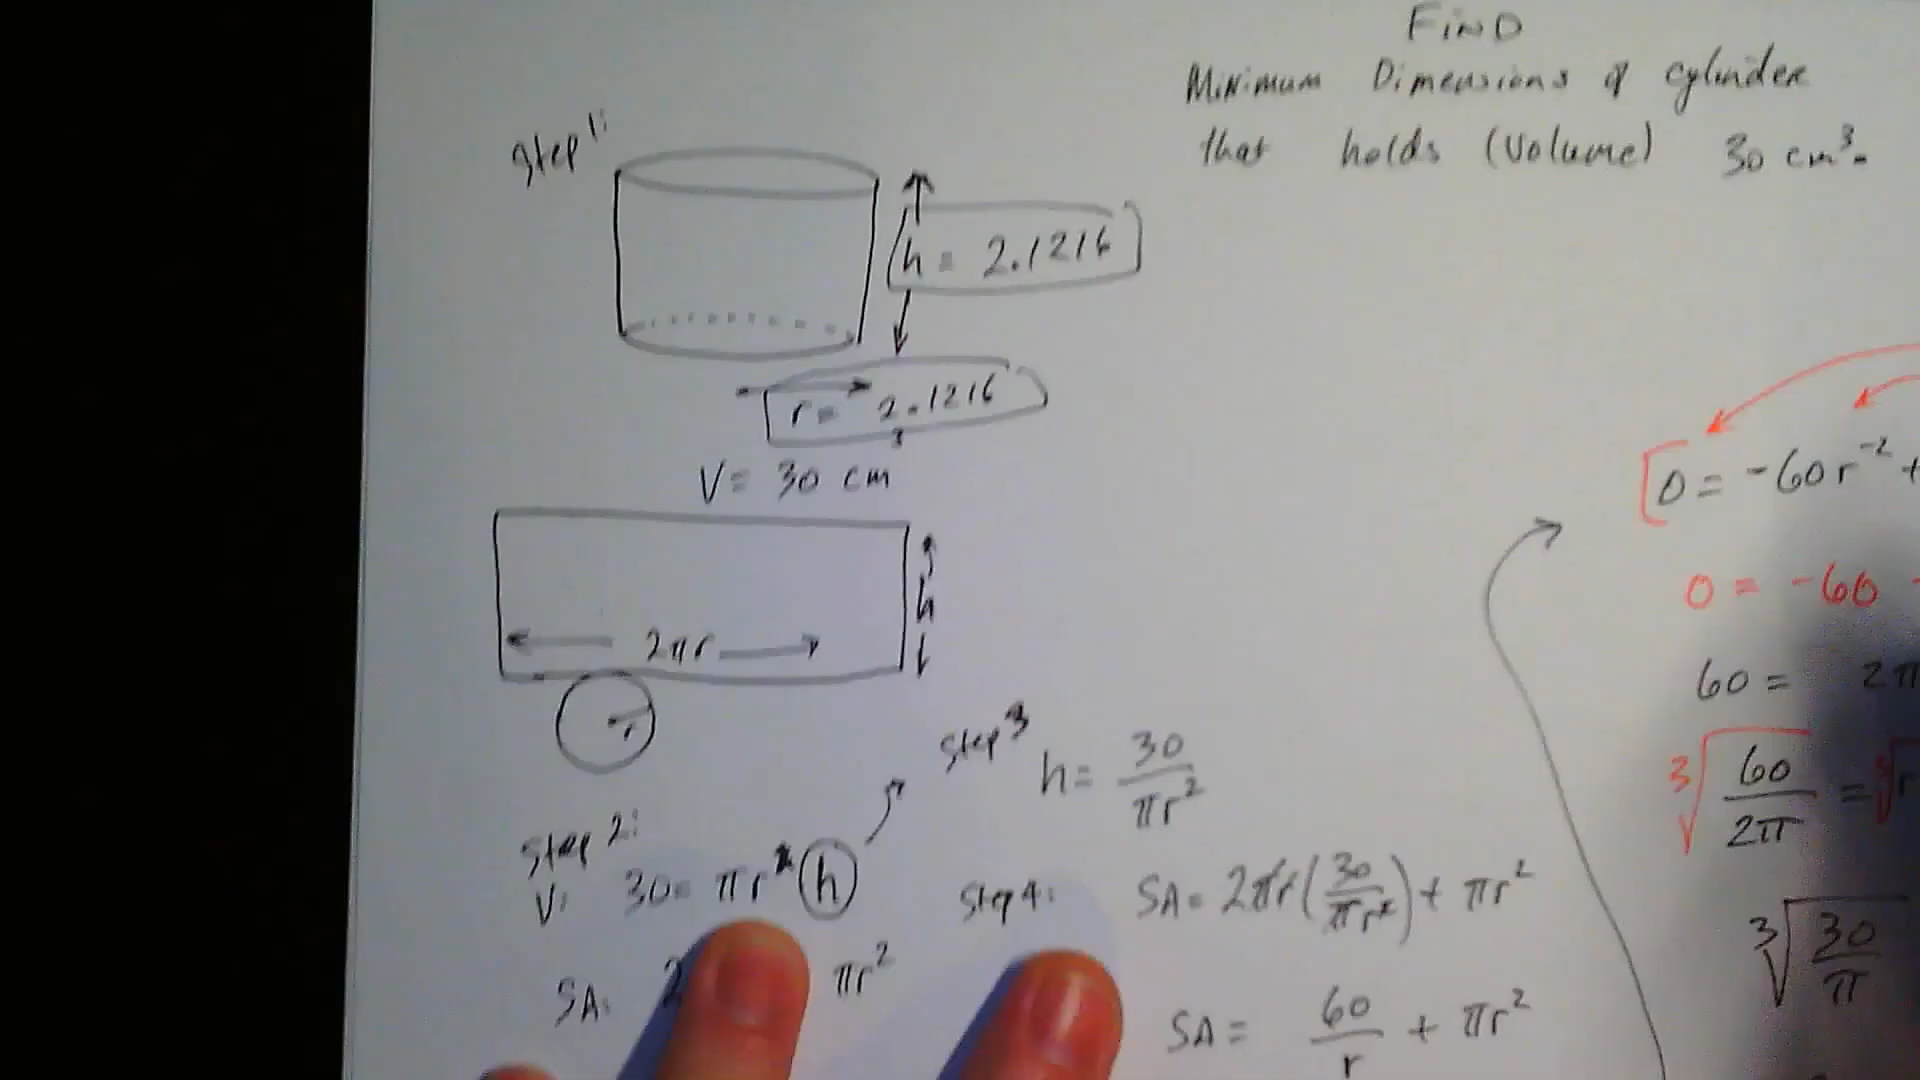 FIND
Minimum Dimensions of cylinder
that holds (Volume) 30 cm³.
Step 1:
h = 2.1216
r = 2.1216
V = 30 cm³
h
2πr
r
Step 2:
V: 30 = πr² h
SA: 2 πr²
Step 3
h = 30/πr²
Step 4: SA = 2πr(30/πr²) + πr²
SA = 60/r + πr²
0 = -60r⁻² +
0 = -60
60 = 2π
∛(60/2π) = ∛r
∛(30/π)